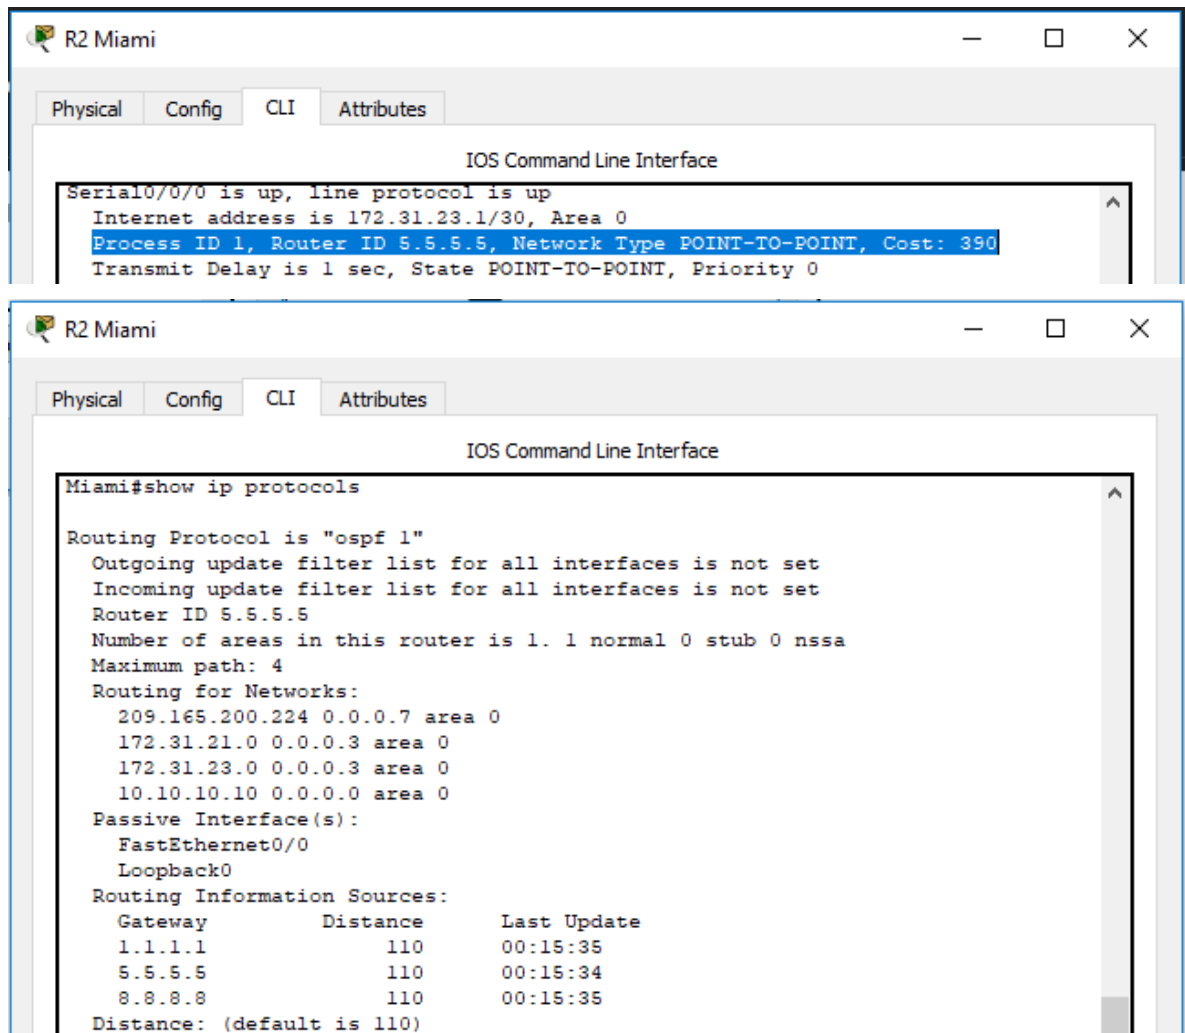 R2 Miami
Physical Config CLI Attributes
IOS Command Line Interface
Serial0/0/0 is up, line protocol is up
Internet address is 172.31.23.1/30, Area 0
Process ID 1, Router ID 5.5.5.5, Network Type POINT-TO-POINT, Cost: 390
Transmit Delay is 1 sec, State POINT-TO-POINT, Priority 0
R2 Miami
Physical Config CLI Attributes
IOS Command Line Interface
Miami#show ip protocols
Routing Protocol is "ospf 1"
Outgoing update filter list for all interfaces is not set
Incoming update filter list for all interfaces is not set
Router ID 5.5.5.5
Number of areas in this router is 1. 1 normal 0 stub 0 nssa
Maximum path: 4
Routing for Networks:
209.165.200.224 0.0.0.7 area 0
172.31.21.0 0.0.0.3 area 0
172.31.23.0 0.0.0.3 area 0
10.10.10.10 0.0.0.0 area 0
Passive Interface(s):
FastEthernet0/0
Loopback0
Routing Information Sources:
Gateway Distance Last Update
1.1.1.1 110 00:15:35
5.5.5.5 110 00:15:34
8.8.8.8 110 00:15:35
Distance: (default is 110)